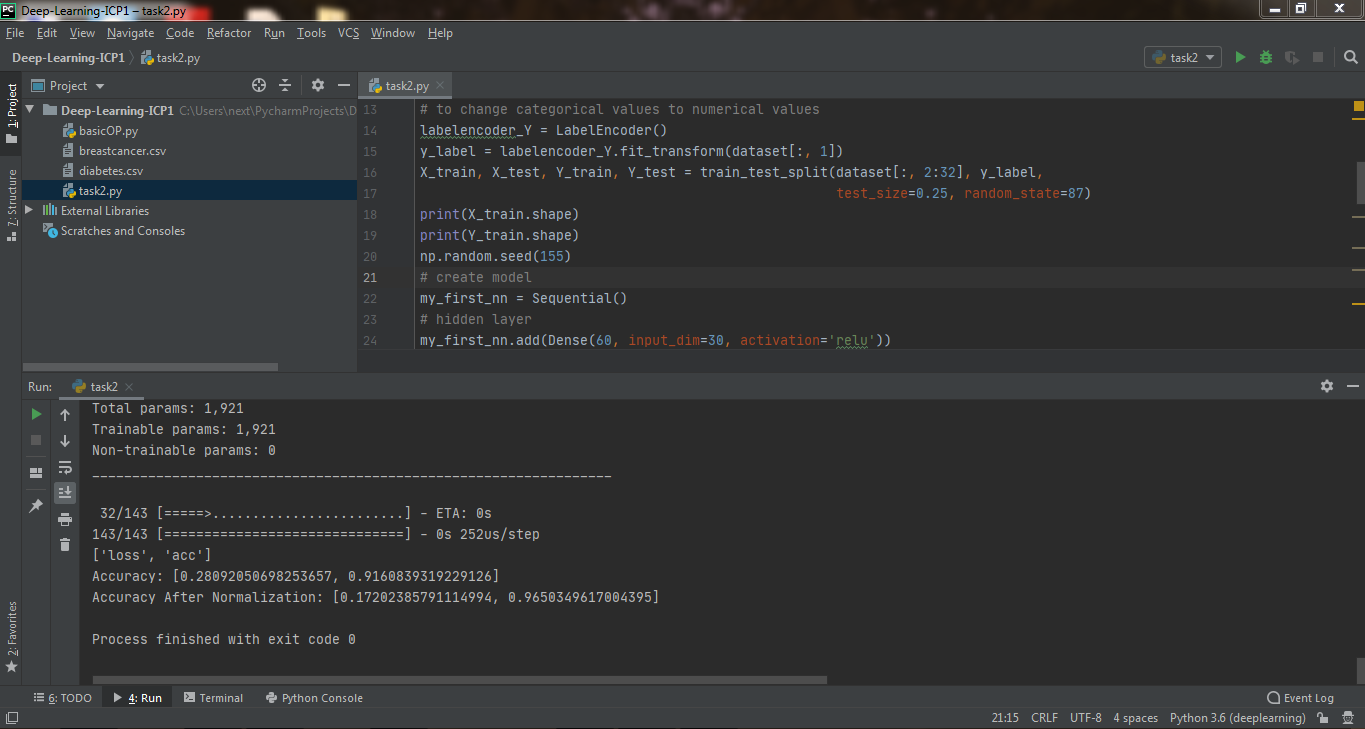 PC Deep-Learning-ICP1 – task2.py
File Edit View Navigate Code Refactor Run Tools VCS Window Help
Deep-Learning-ICP1 task2.py
task2
1: Project
7: Structure
2: Favorites
Project
Deep-Learning-ICP1 C:\Users\next\PycharmProjects\D
basicOP.py
breastcancer.csv
diabetes.csv
task2.py
External Libraries
Scratches and Consoles
task2.py
13 # to change categorical values to numerical values
14 labelencoder_Y = LabelEncoder()
15 y_label = labelencoder_Y.fit_transform(dataset[:, 1])
16 X_train, X_test, Y_train, Y_test = train_test_split(dataset[:, 2:32], y_label,
17 test_size=0.25, random_state=87)
18 print(X_train.shape)
19 print(Y_train.shape)
20 np.random.seed(155)
21 # create model
22 my_first_nn = Sequential()
23 # hidden layer
24 my_first_nn.add(Dense(60, input_dim=30, activation='relu'))
Run: task2
Total params: 1,921
Trainable params: 1,921
Non-trainable params: 0
_________________________________________________________________
32/143 [=====>........................] - ETA: 0s
143/143 [==============================] - 0s 252us/step
['loss', 'acc']
Accuracy: [0.28092050698253657, 0.9160839319229126]
Accuracy After Normalization: [0.17202385791114994, 0.9650349617004395]
Process finished with exit code 0
6: TODO 4: Run Terminal Python Console Event Log
21:15 CRLF UTF-8 4 spaces Python 3.6 (deeplearning)